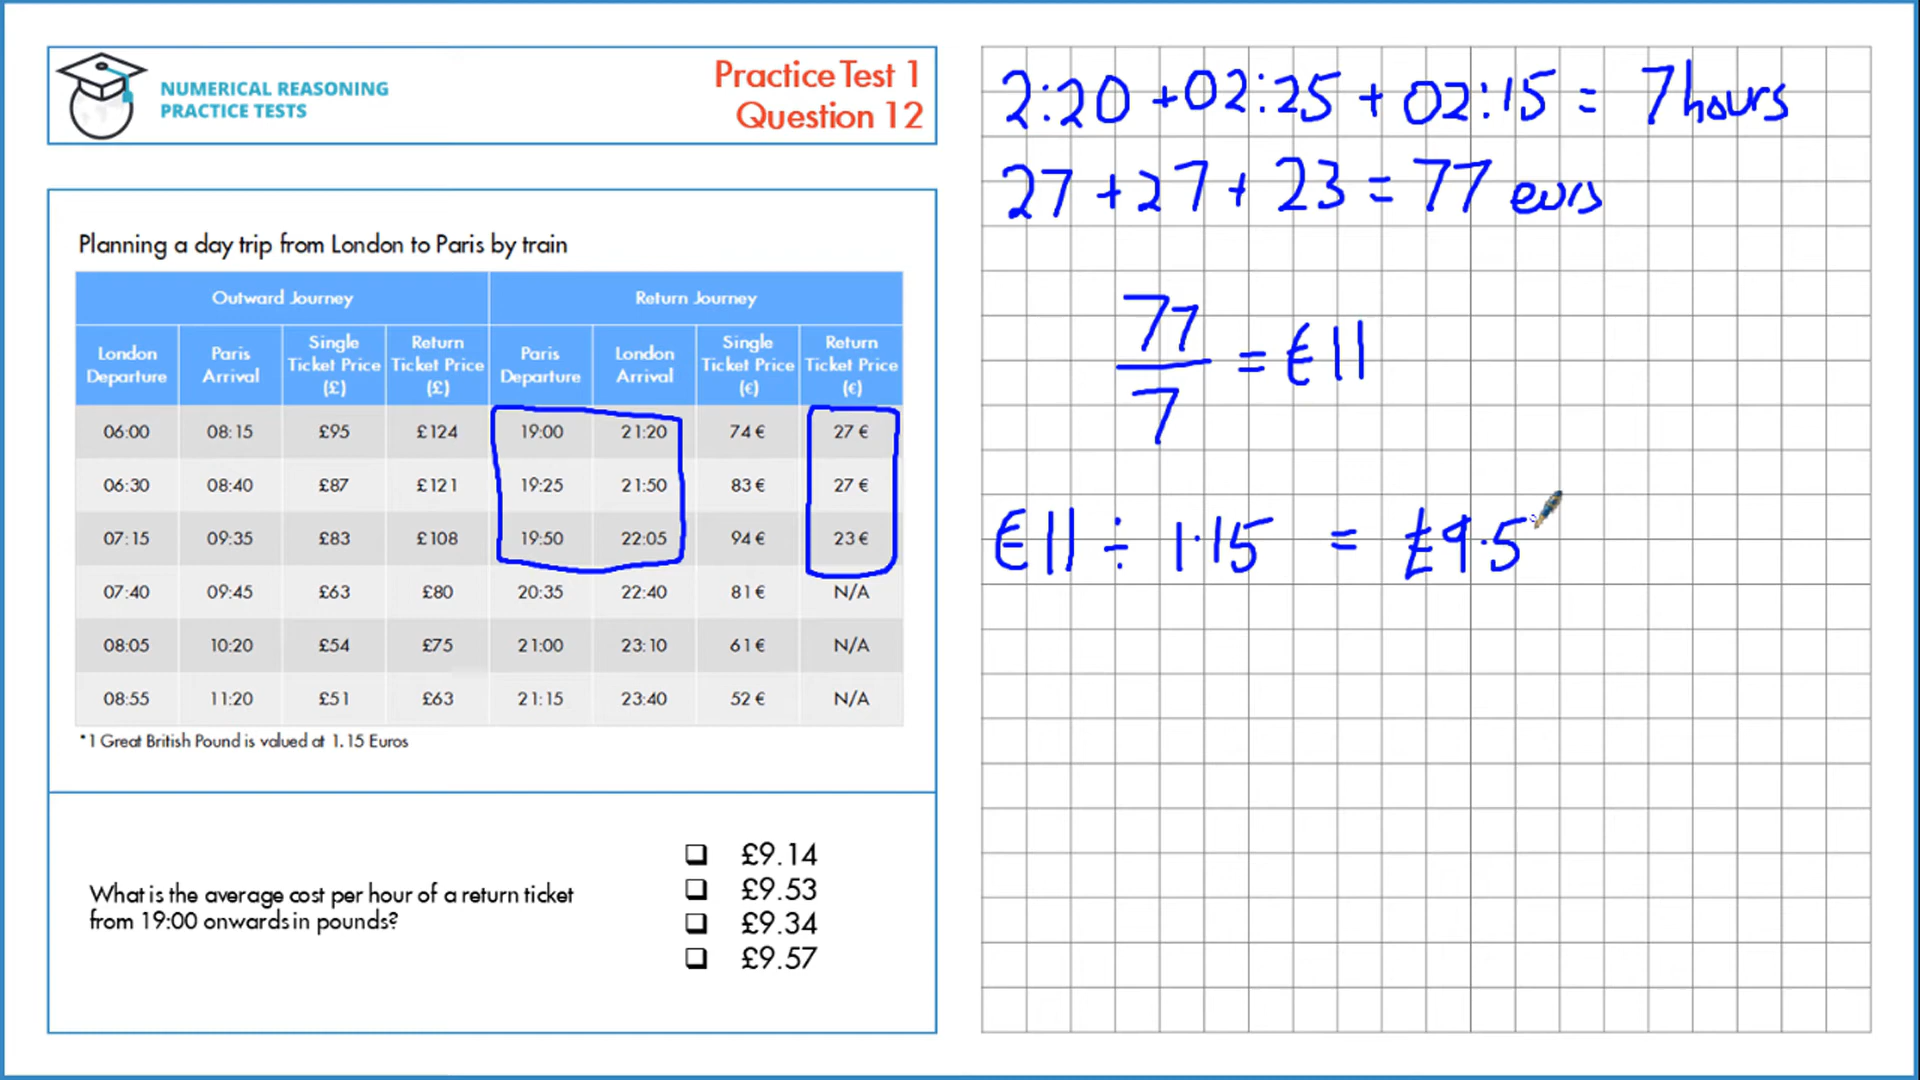 NUMERICAL REASONING
PRACTICE TESTS
Practice Test 1
Question 12
Planning a day trip from London to Paris by train
Outward Journey Return Journey
London Departure Paris Arrival Single Ticket Price (£) Return Ticket Price (£) Paris Departure London Arrival Single Ticket Price (€) Return Ticket Price (€)
06:00 08:15 £95 £124 19:00 21:20 74 € 27 €
06:30 08:40 £87 £121 19:25 21:50 83 € 27 €
07:15 09:35 £83 £108 19:50 22:05 94 € 23 €
07:40 09:45 £63 £80 20:35 22:40 81 € N/A
08:05 10:20 £54 £75 21:00 23:10 61 € N/A
08:55 11:20 £51 £63 21:15 23:40 52 € N/A
*1 Great British Pound is valued at 1.15 Euros
What is the average cost per hour of a return ticket
from 19:00 onwards in pounds?
£9.14
£9.53
£9.34
£9.57
2:20 + 02:25 + 02:15 = 7 hours
27 + 27 + 23 = 77
77
7
= €11
€11 ÷ 1.15 = £9.5